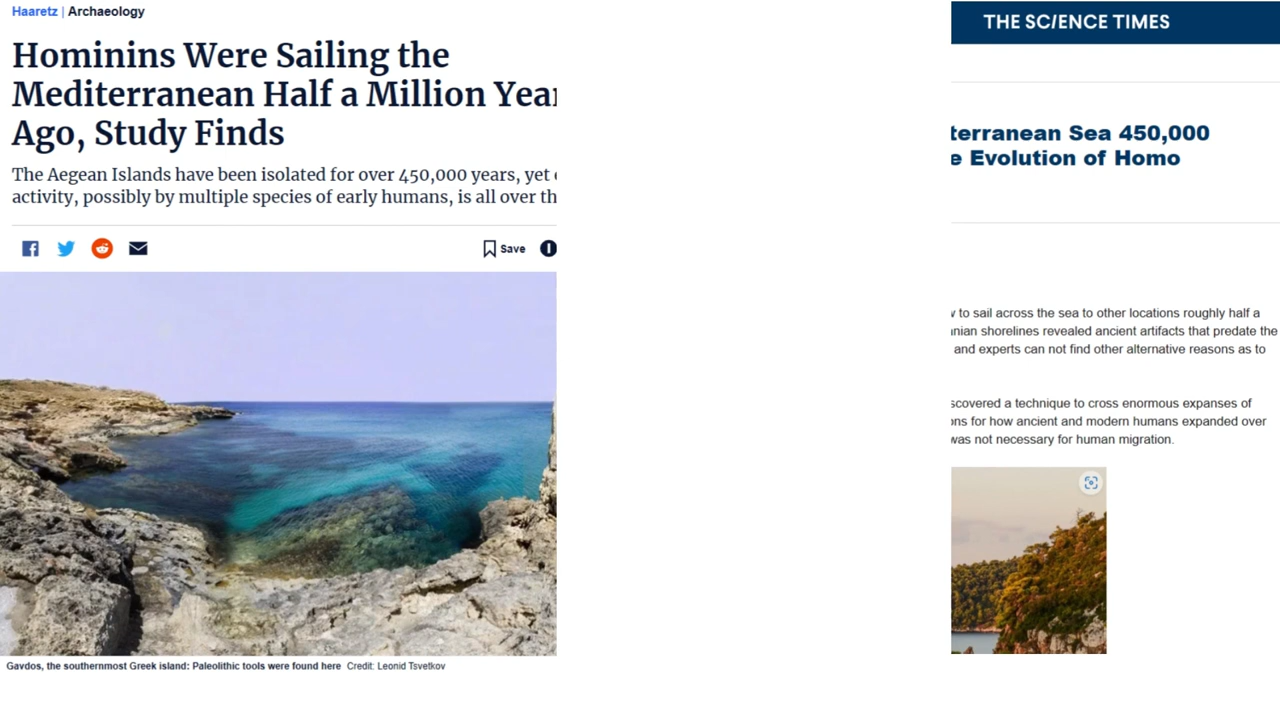 Haaretz | Archaeology
Hominins Were Sailing the
Mediterranean Half a Million Year
Ago, Study Finds
The Aegean Islands have been isolated for over 450,000 years, yet
activity, possibly by multiple species of early humans, is all over th
Save
Gavdos, the southernmost Greek island: Paleolithic tools were found here Credit: Leonid Tsvetkov
THE SCIENCE TIMES
terranean Sea 450,000
e Evolution of Homo
to sail across the sea to other locations roughly half a
nian shorelines revealed ancient artifacts that predate the
and experts can not find other alternative reasons as to
scovered a technique to cross enormous expanses of
ons for how ancient and modern humans expanded over
was not necessary for human migration.